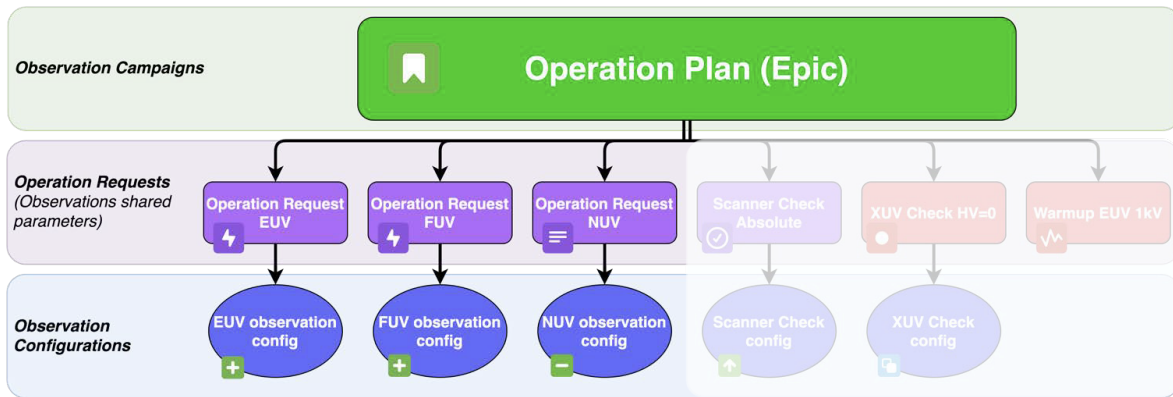 Observation Campaigns
Operation Plan (Epic)
Operation Requests
(Observations shared
parameters)
Operation Request
EUV
Operation Request
FUV
Operation Request
NUV
Scanner Check
Absolute
XUV Check HV=0
Warmup EUV 1kV
Observation
Configurations
EUV observation
config
FUV observation
config
NUV observation
config
Scanner Check
config
XUV Check
config